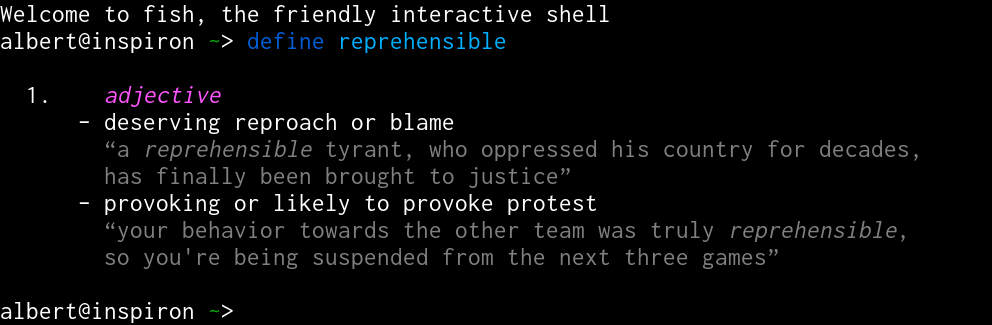 Welcome to fish, the friendly interactive shell
albert@inspiron ~> define reprehensible
1. adjective
- deserving reproach or blame
“a reprehensible tyrant, who oppressed his country for decades,
has finally been brought to justice”
- provoking or likely to provoke protest
“your behavior towards the other team was truly reprehensible,
so you're being suspended from the next three games”
albert@inspiron ~>